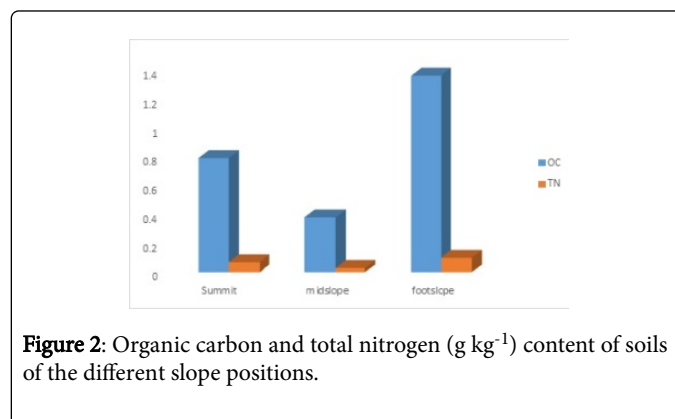 1.4
1.2
1
0.8
0.6
0.4
0.2
0
OC
TN
Summit
midslope
footslope
Figure 2: Organic carbon and total nitrogen (g kg-1) content of soils
of the different slope positions.